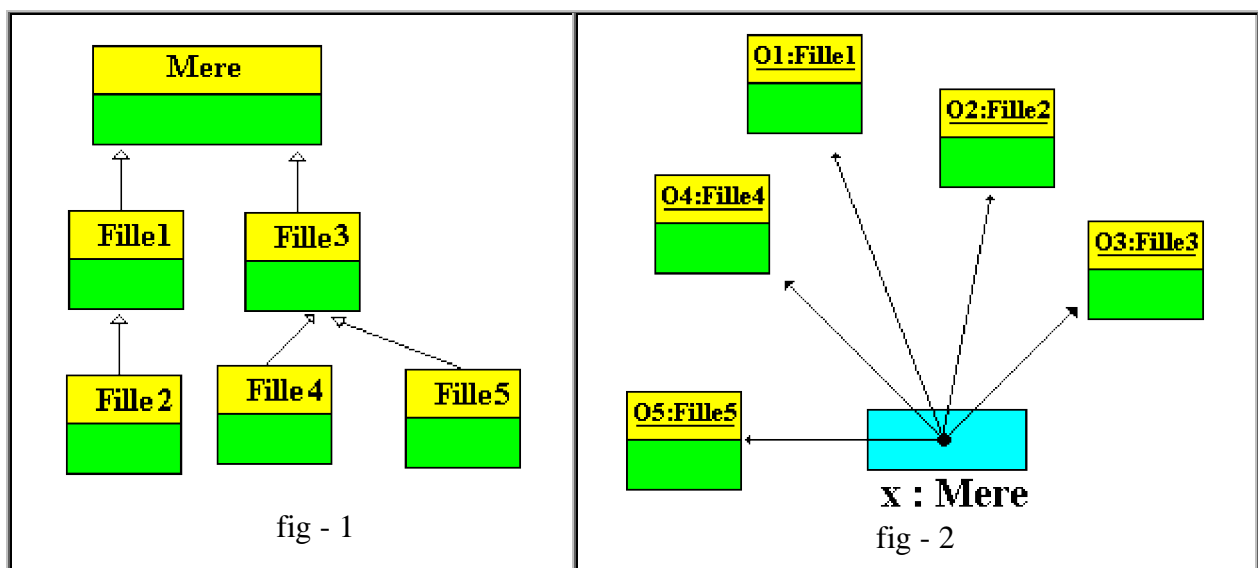 Mere
Fille1
Fille3
Fille2
Fille4
Fille5
fig - 1
O1:Fille1
O2:Fille2
O4:Fille4
O3:Fille3
O5:Fille5
x : Mere
fig - 2